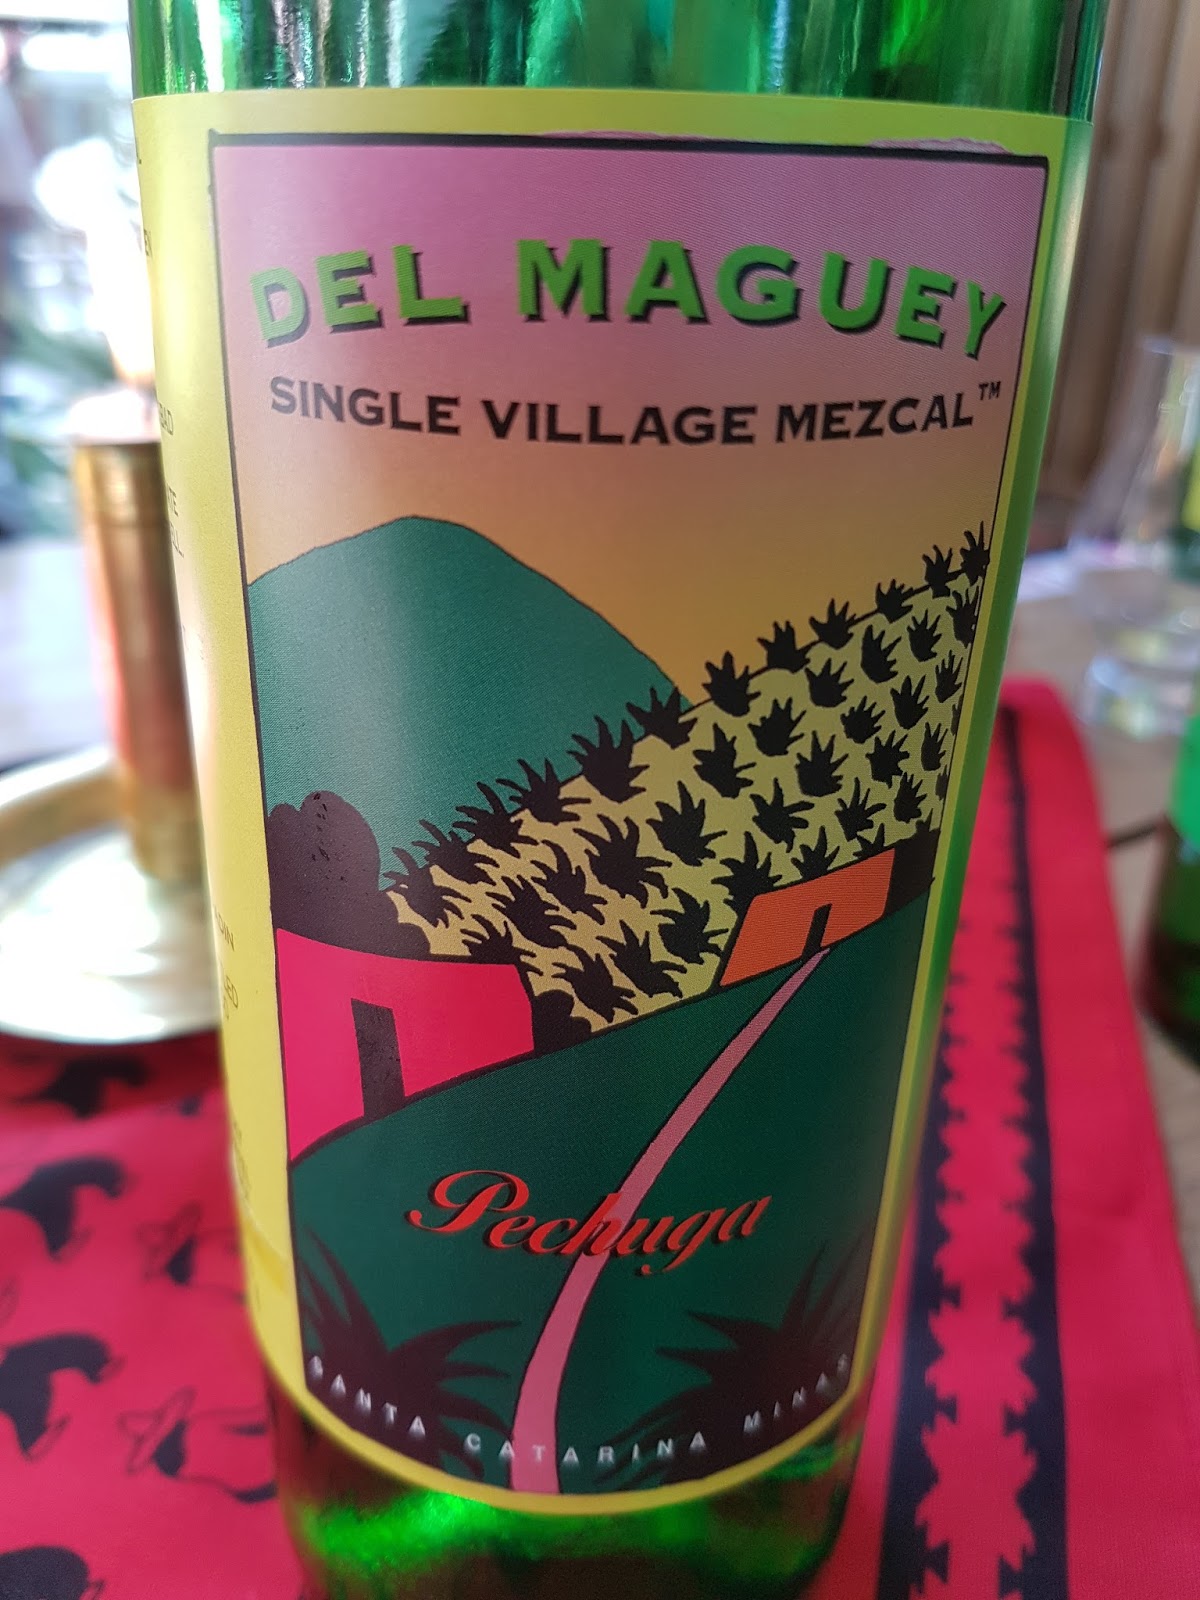 DEL MAGUEY
SINGLE VILLAGE MEZCAL™
Pechuga
SANTA CATARINA MINAS